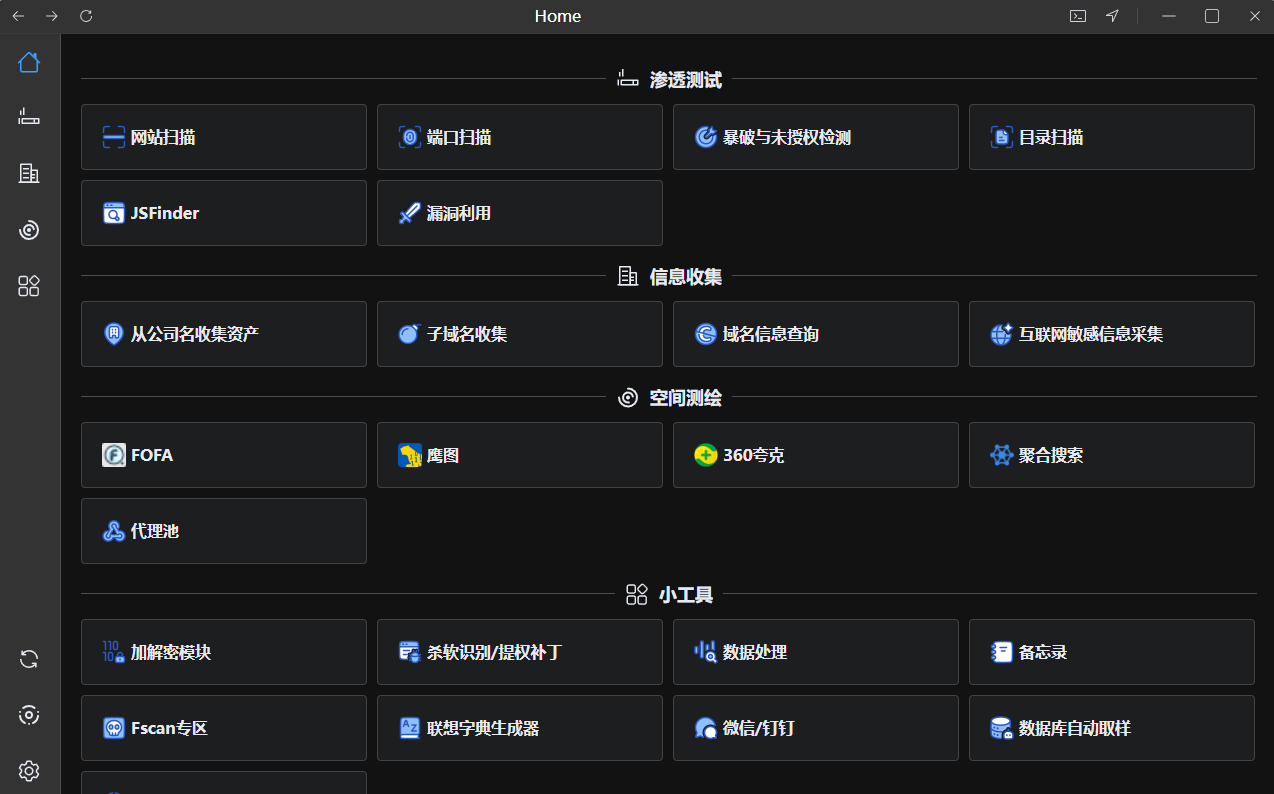 Home
渗透测试
网站扫描
端口扫描
暴破与未授权检测
目录扫描
JSFinder
漏洞利用
信息收集
从公司名收集资产
子域名收集
域名信息查询
互联网敏感信息采集
空间测绘
FOFA
鹰图
360夸克
聚合搜索
代理池
小工具
110
10
加解密模块
杀软识别/提权补丁
数据处理
备忘录
Fscan专区
AZ
联想字典生成器
微信/钉钉
数据库自动取样